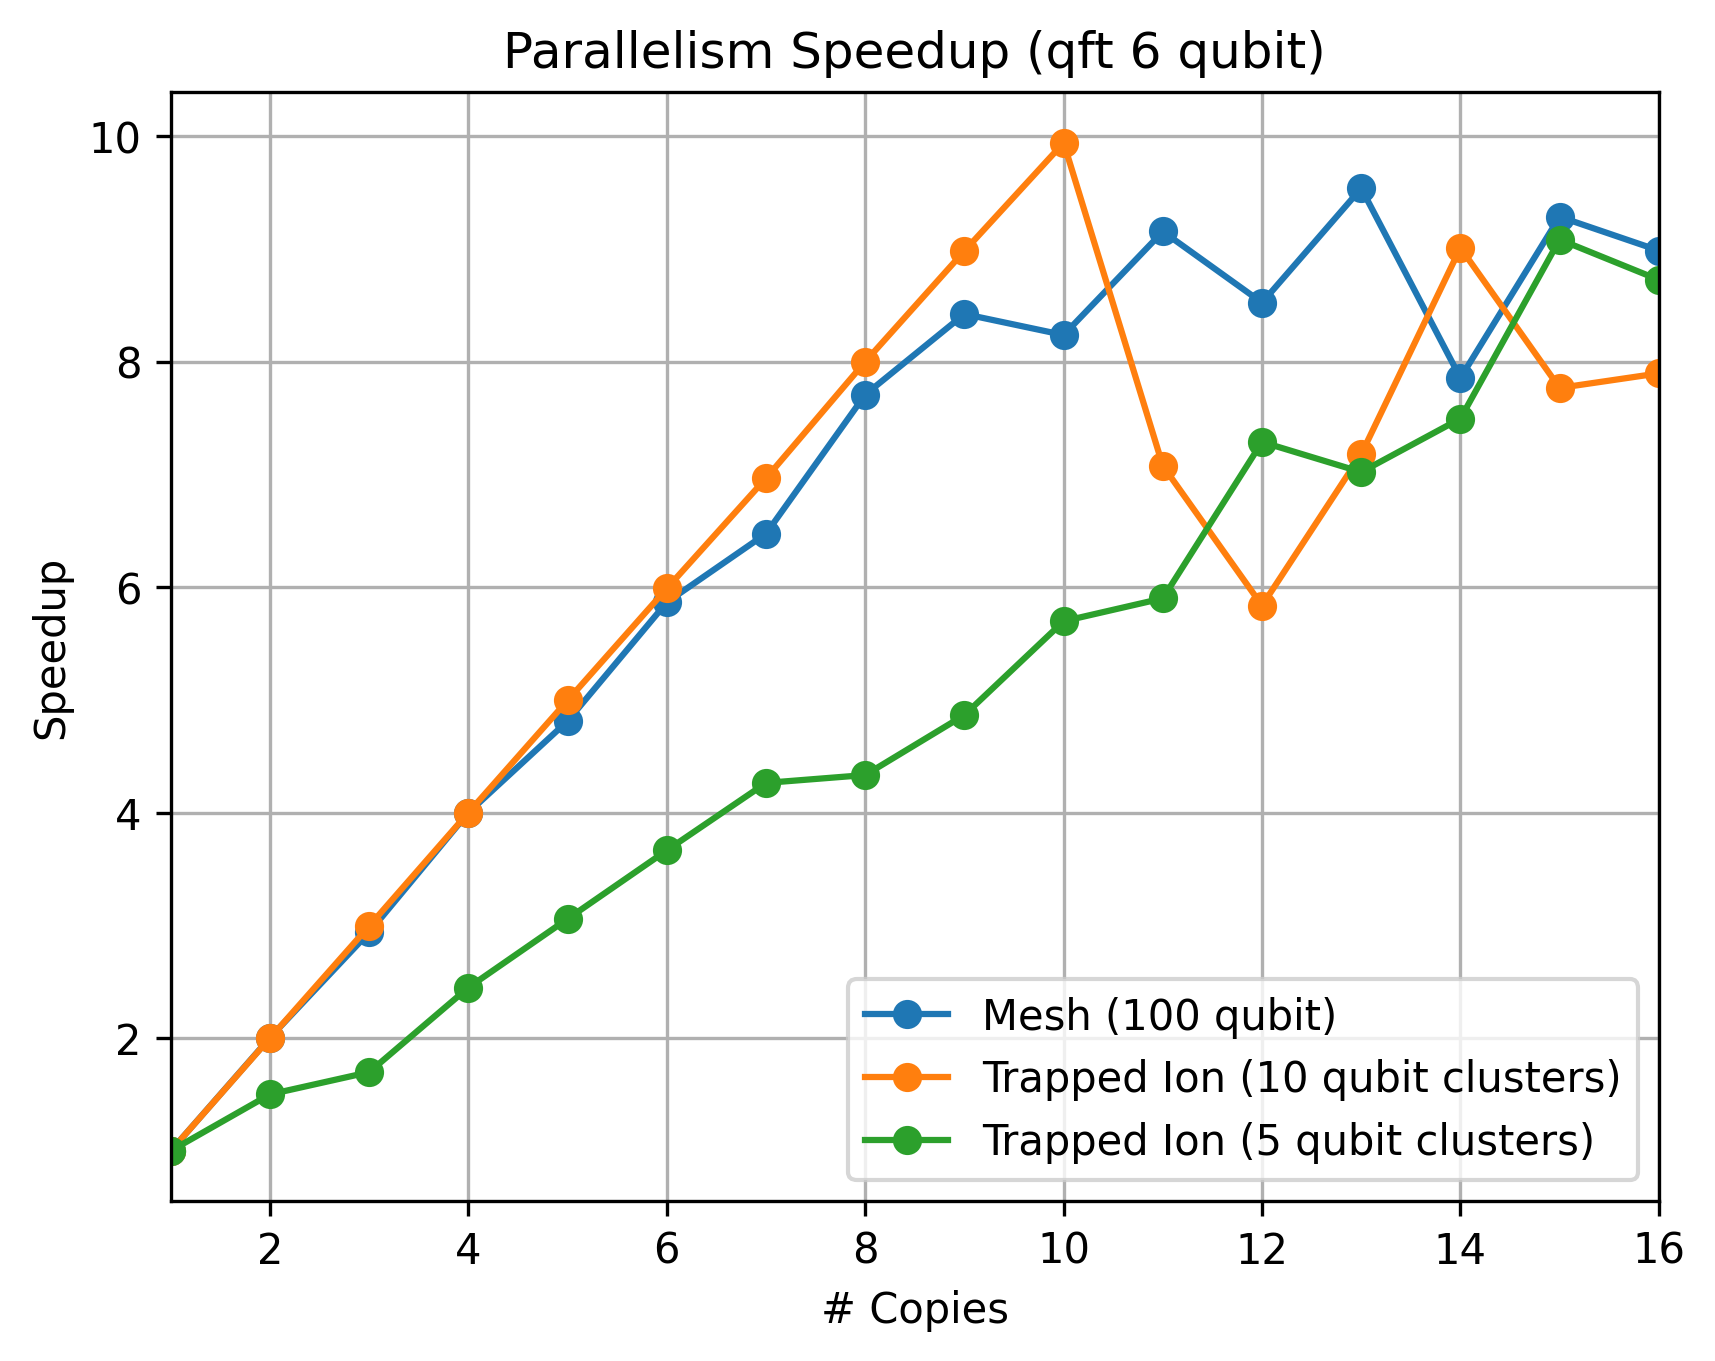 Parallelism Speedup (qft 6 qubit)
10
8
6
4
2
Speedup
Mesh (100 qubit)
Trapped Ion (10 qubit clusters)
Trapped Ion (5 qubit clusters)
2 4 6 8 10 12 14 16
# Copies